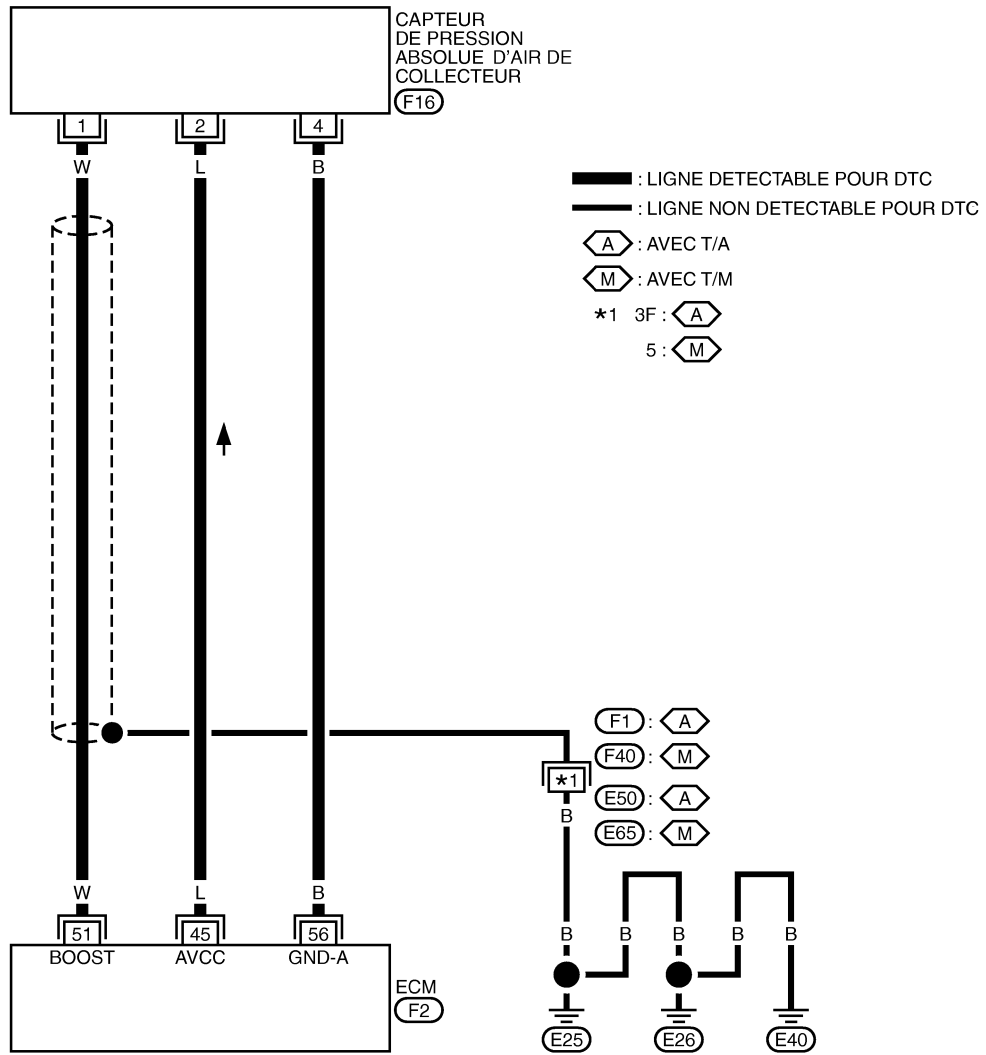 CAPTEUR
DE PRESSION
ABSOLUE D'AIR DE
COLLECTEUR
F16
1 2 4
W L B
: LIGNE DETECTABLE POUR DTC
: LIGNE NON DETECTABLE POUR DTC
A : AVEC T/A
M : AVEC T/M
*1 3F : A
5 : M
F1 : A
F40 : M
*1
E50 : A
B
E65 : M
W L B
51 45 56
BOOST AVCC GND-A
B B B B B
ECM
F2
E25 E26 E40